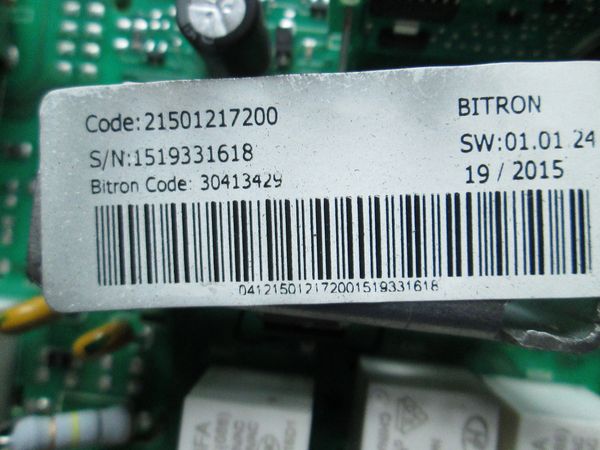 Code:21501217200
BITRON
S/N:1519331618
SW:01.01 24
Bitron Code: 30413429
19 / 2015
041215012172001519331618